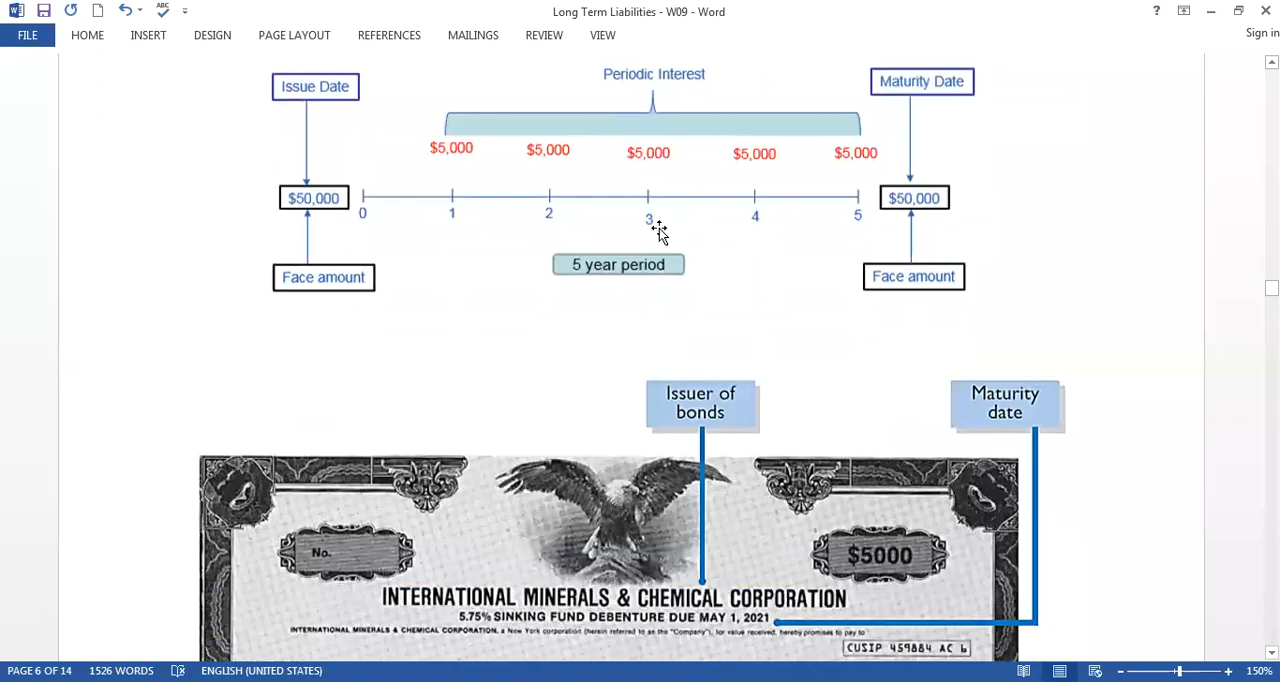 Long Term Liabilities - W09 - Word
ABC
?
FILE HOME INSERT DESIGN PAGE LAYOUT REFERENCES MAILINGS REVIEW VIEW Sign in
Issue Date
Periodic Interest
Maturity Date
$5,000 $5,000 $5,000 $5,000 $5,000
$50,000
$50,000
0 1 2 3 4 5
5 year period
Face amount
Face amount
Issuer of
bonds
Maturity
date
No.
$5000
INTERNATIONAL MINERALS & CHEMICAL CORPORATION
5.75% SINKING FUND DEBENTURE DUE MAY 1, 2021
INTERNATIONAL MINERALS & CHEMICAL CORPORATION, a New York corporation (herein referred to as the "Company"), for value received, hereby promises to pay to
CUSIP 459884 AC 6
PAGE 6 OF 14 1529 WORDS ENGLISH (UNITED STATES) 150%